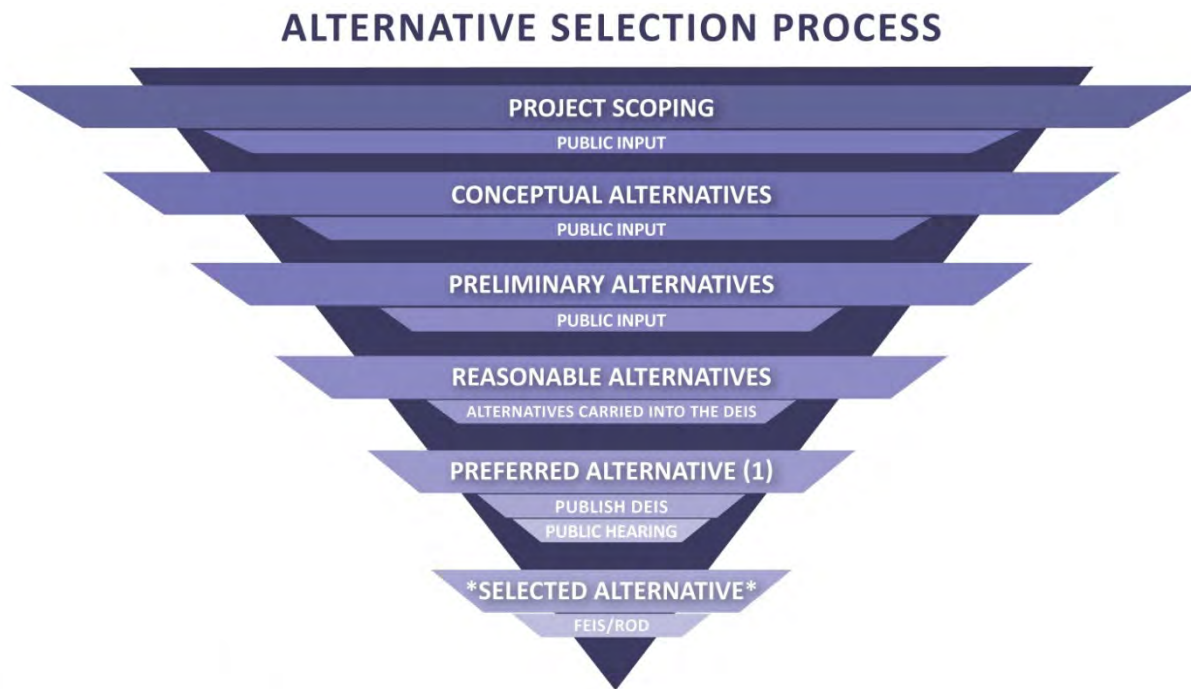 ALTERNATIVE SELECTION PROCESS
PROJECT SCOPING
PUBLIC INPUT
CONCEPTUAL ALTERNATIVES
PUBLIC INPUT
PRELIMINARY ALTERNATIVES
PUBLIC INPUT
REASONABLE ALTERNATIVES
ALTERNATIVES CARRIED INTO THE DEIS
PREFERRED ALTERNATIVE (1)
PUBLISH DEIS
PUBLIC HEARING
*SELECTED ALTERNATIVE*
FEIS/ROD